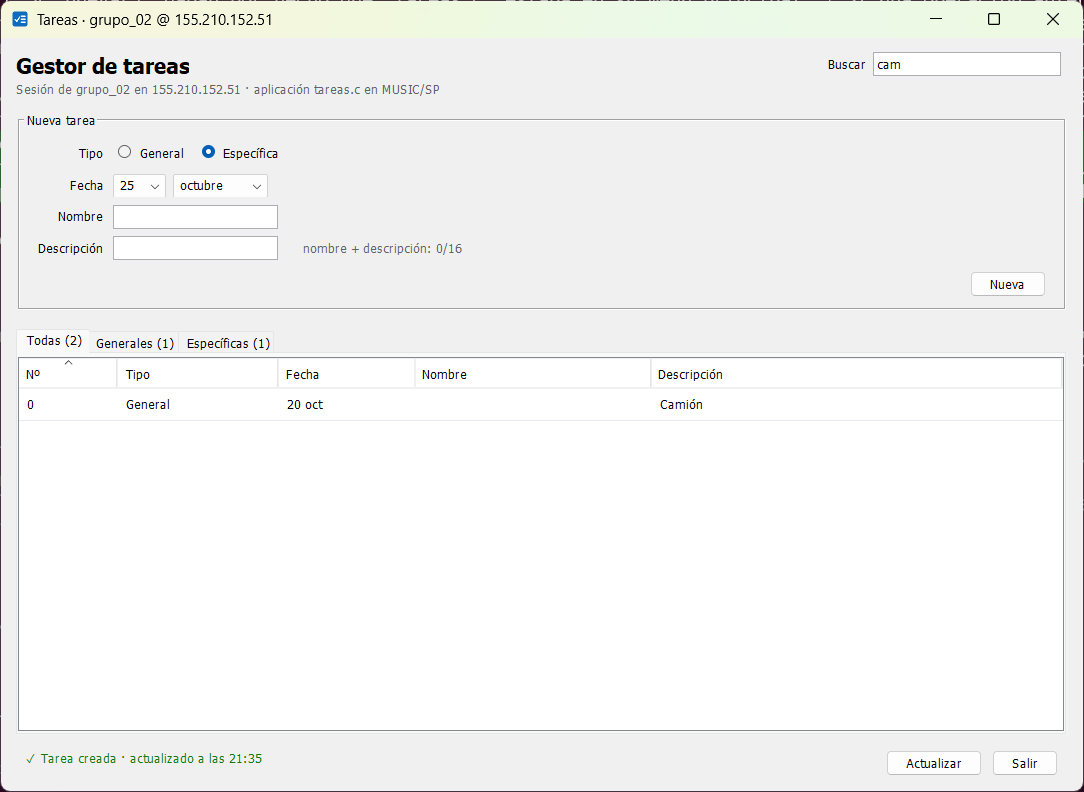 Tareas · grupo_02 @ 155.210.152.51
Gestor de tareas
Buscar cam
Sesión de grupo_02 en 155.210.152.51 · aplicación tareas.c en MUSIC/SP
Nueva tarea
Tipo General Específica
Fecha 25 octubre
Nombre
Descripción nombre + descripción: 0/16
Nueva
Todas (2) Generales (1) Específicas (1)
Nº Tipo Fecha Nombre Descripción
0 General 20 oct Camión
✓ Tarea creada · actualizado a las 21:35
Actualizar Salir